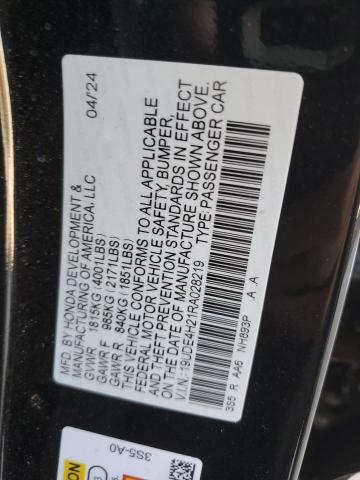 MFD. BY HONDA DEVELOPMENT &
MANUFACTURING OF AMERICA, LLC 04/'24
GVWR 1815KG (4001LBS)
GAWR F 985KG (2171LBS)
GAWR R 840KG (1851LBS)
THIS VEHICLE CONFORMS TO ALL APPLICABLE
FEDERAL MOTOR VEHICLE SAFETY, BUMPER,
AND THEFT PREVENTION STANDARDS IN EFFECT
ON THE DATE OF MANUFACTURE SHOWN ABOVE.
V.I.N.: 19UDE4H21RA028219 TYPE: PASSENGER CAR
3S5 R AA6 NH893P A A
3S5-A0